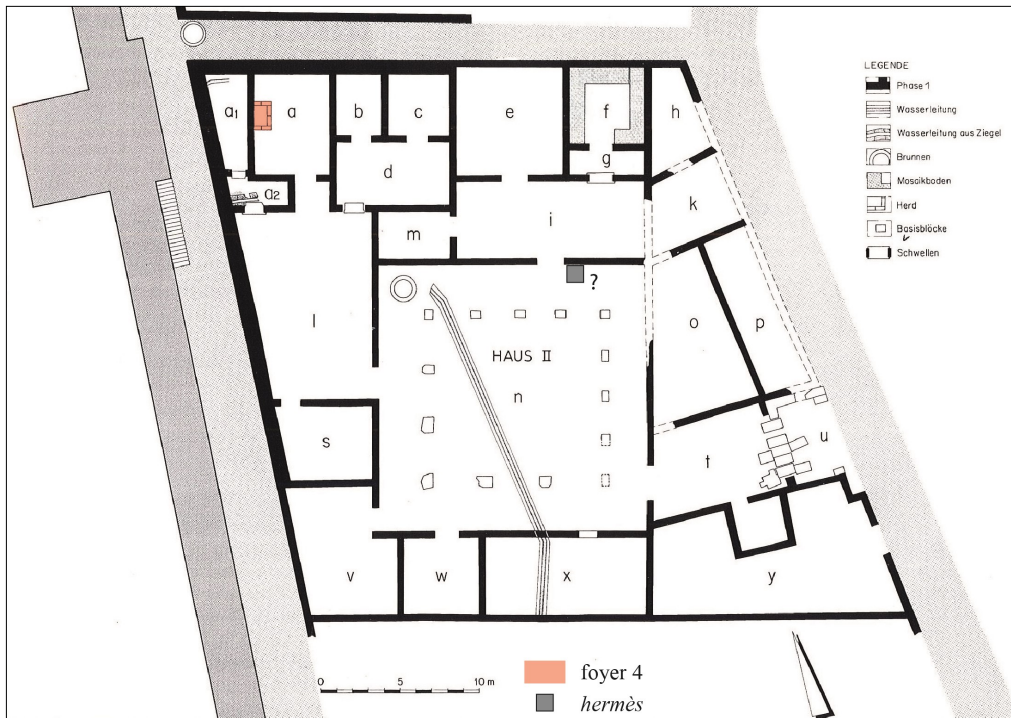 LEGENDE
Phase 1
Wasserleitung
Wasserleitung aus Ziegel
Brunnen
Mosaikboden
Herd
Basisblöcke
Schwellen
a1 a b c e f h
g
d
a2
m i k
?
l o p
HAUS II
n
s t u
v w x y
0 5 10 m
foyer 4
hermès